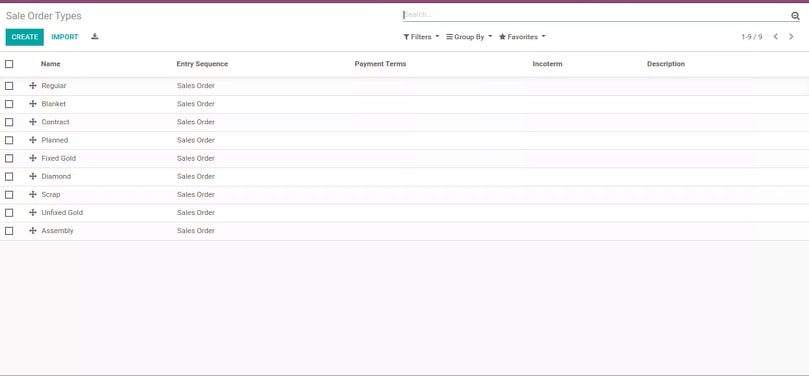 Sale Order Types
Search...
CREATE IMPORT
Filters Group By Favorites
1-9 / 9
Name Entry Sequence Payment Terms Incoterm Description
Regular Sales Order
Blanket Sales Order
Contract Sales Order
Planned Sales Order
Fixed Gold Sales Order
Diamond Sales Order
Scrap Sales Order
Unfixed Gold Sales Order
Assembly Sales Order